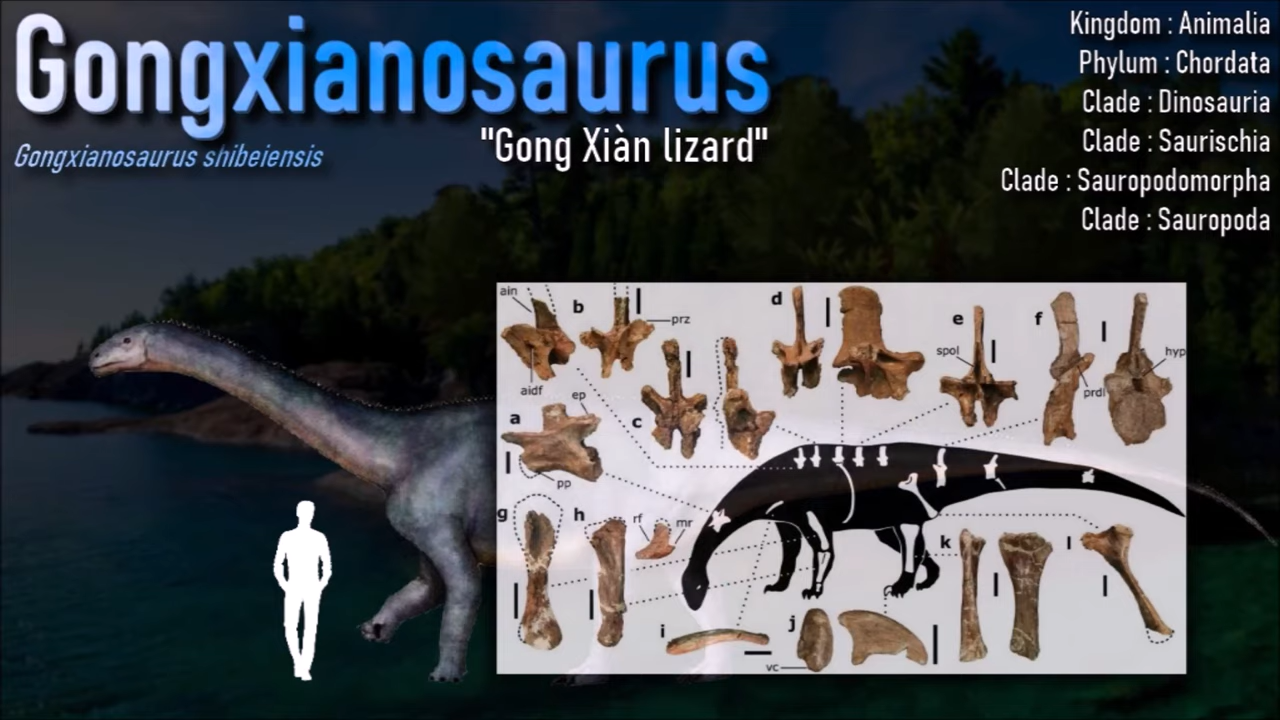 Gongxianosaurus
"Gong Xiàn lizard"
Gongxianosaurus shibeiensis
Kingdom : Animalia
Phylum : Chordata
Clade : Dinosauria
Clade : Saurischia
Clade : Sauropodomorpha
Clade : Sauropoda
ain
b
prz
aidf
d
e
spol
f
hyp
prdl
a
ep
c
pp
g
h
rf
mr
i
j
vc
k
l